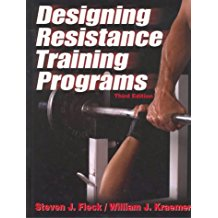 Designing
Resistance
Training
Programs
Third Edition
Steven J. Fleck / William J. Kraemer